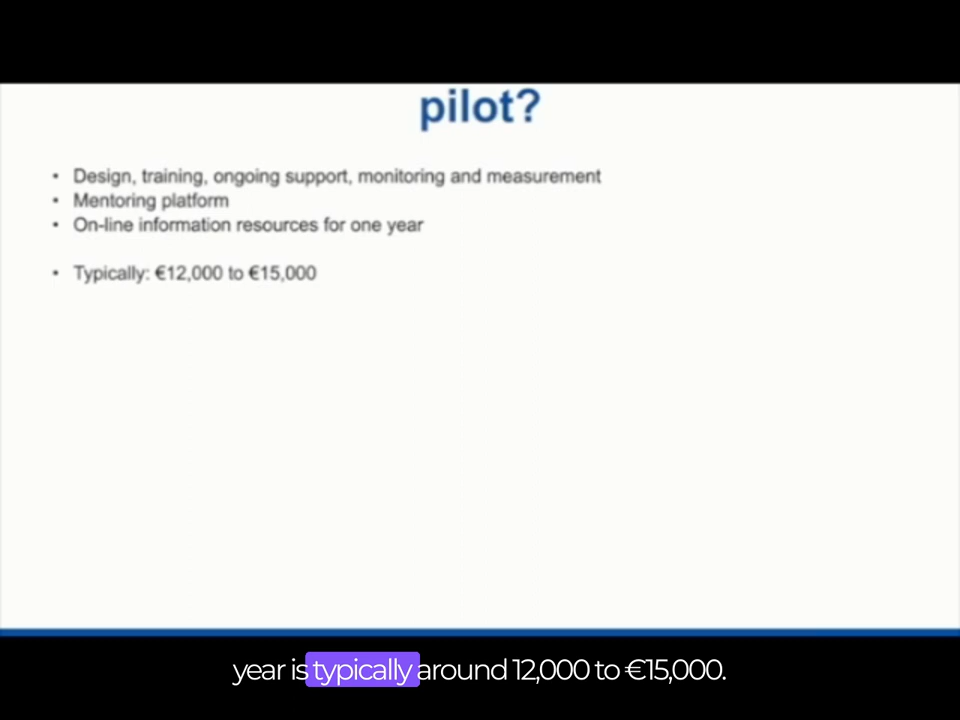 pilot?
• Design, training, ongoing support, monitoring and measurement
• Mentoring platform
• On-line information resources for one year
• Typically: €12,000 to €15,000
year is typically around 12,000 to €15,000.